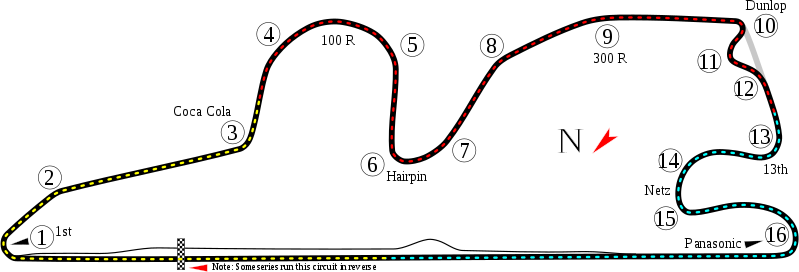 Dunlop
10
4
5
100 R
8
9
300 R
11
12
Coca Cola
3
6
Hairpin
7
N
13
13th
14
Netz
15
2
1
1st
Panasonic
16
Note: Some series run this circuit in reverse